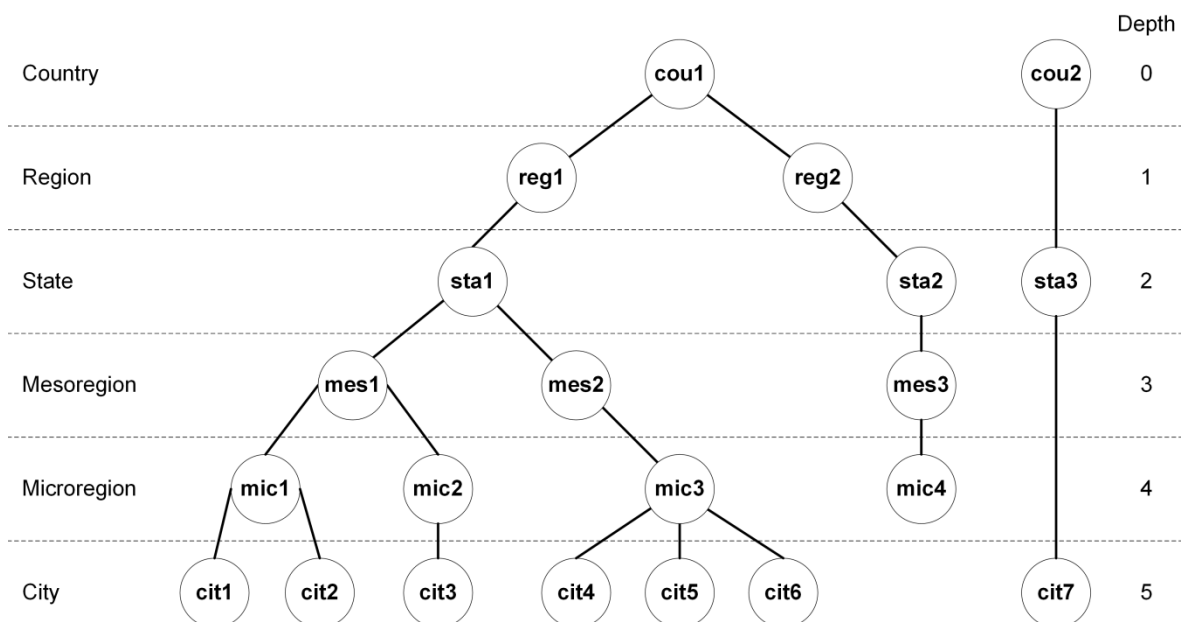 Depth
Country cou1 cou2 0
Region reg1 reg2 1
State sta1 sta2 sta3 2
Mesoregion mes1 mes2 mes3 3
Microregion mic1 mic2 mic3 mic4 4
City cit1 cit2 cit3 cit4 cit5 cit6 cit7 5